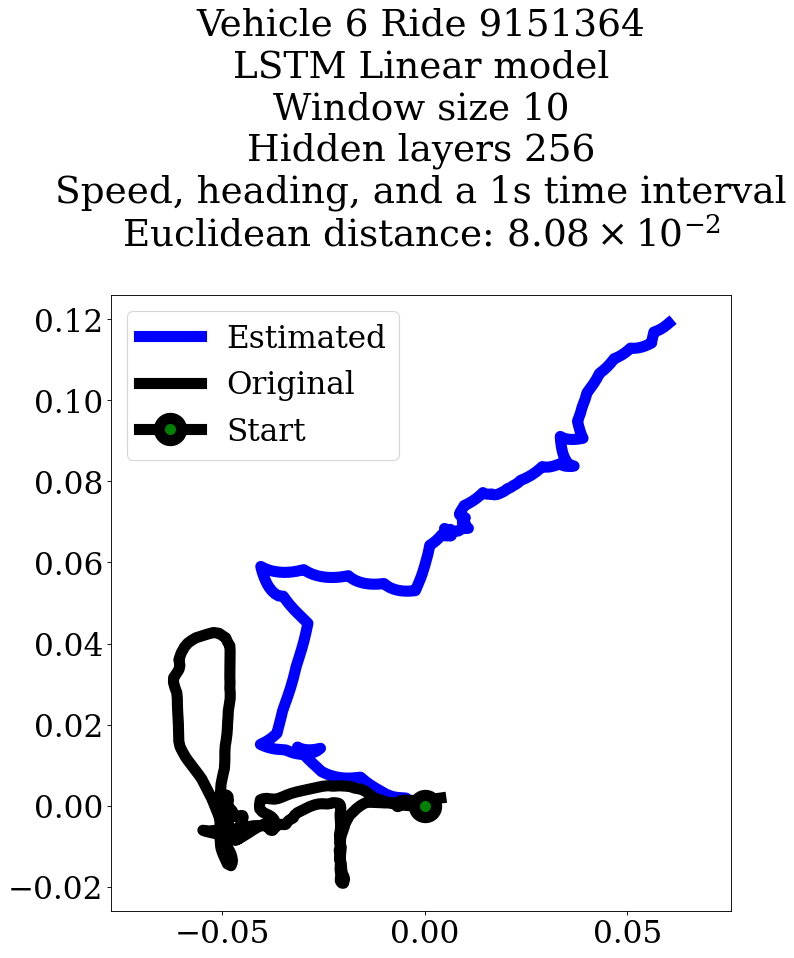 Vehicle 6 Ride 9151364
LSTM Linear model
Window size 10
Hidden layers 256
Speed, heading, and a 1s time interval
Euclidean distance: 8.08 × 10⁻²
Estimated
Original
Start
0.12
0.10
0.08
0.06
0.04
0.02
0.00
−0.02
−0.05 0.00 0.05